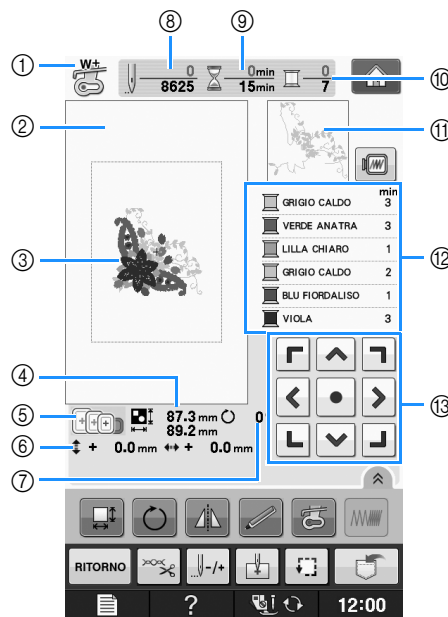 ⑧ ⑨
① W±
0 0min 0
8625 15min 7 ⑩
② ⑪
min
GRIGIO CALDO 3
VERDE ANATRA 3
LILLA CHIARO 1
⑫
③
GRIGIO CALDO 2
BLU FIORDALISO 1
VIOLA 3
④
⑤ 87.3 mm 0
89.2 mm
⑬
⑥ + 0.0 mm + 0.0 mm
⑦
RITORNO -/+
? 12:00